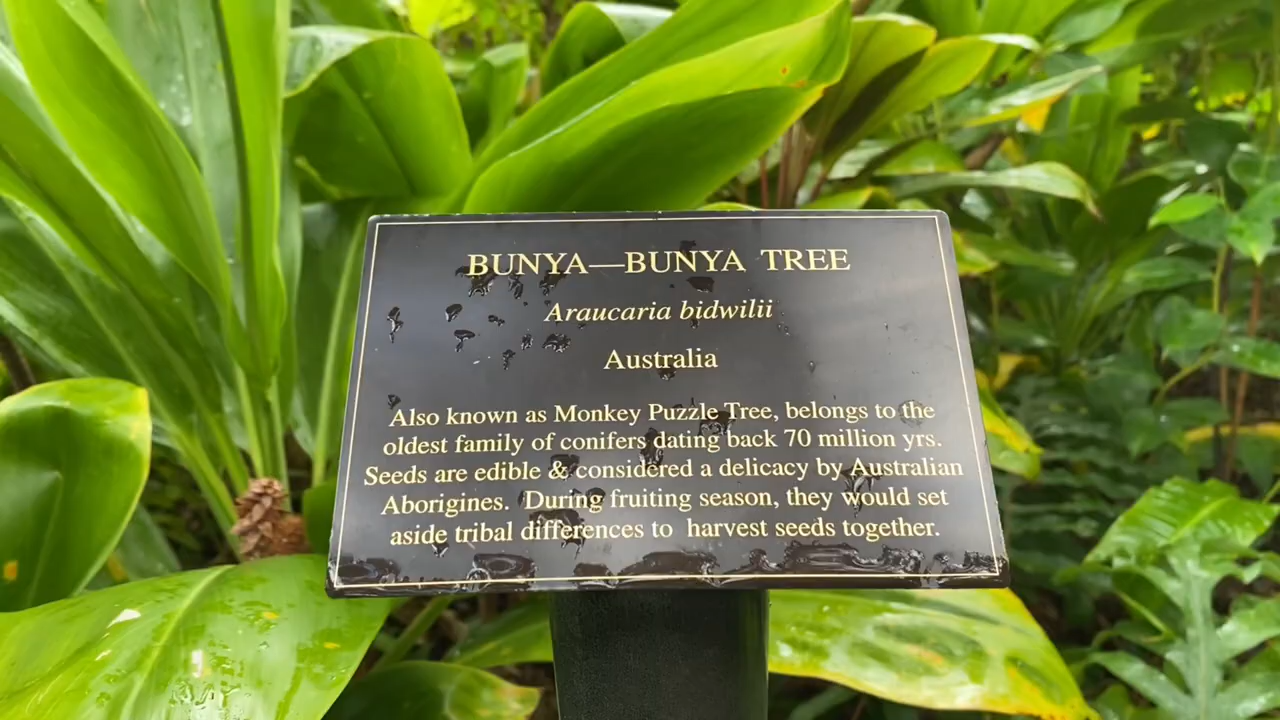 BUNYA—BUNYA TREE
Araucaria bidwilii
Australia
Also known as Monkey Puzzle Tree, belongs to the
oldest family of conifers dating back 70 million yrs.
Seeds are edible & considered a delicacy by Australian
Aborigines. During fruiting season, they would set
aside tribal differences to harvest seeds together.